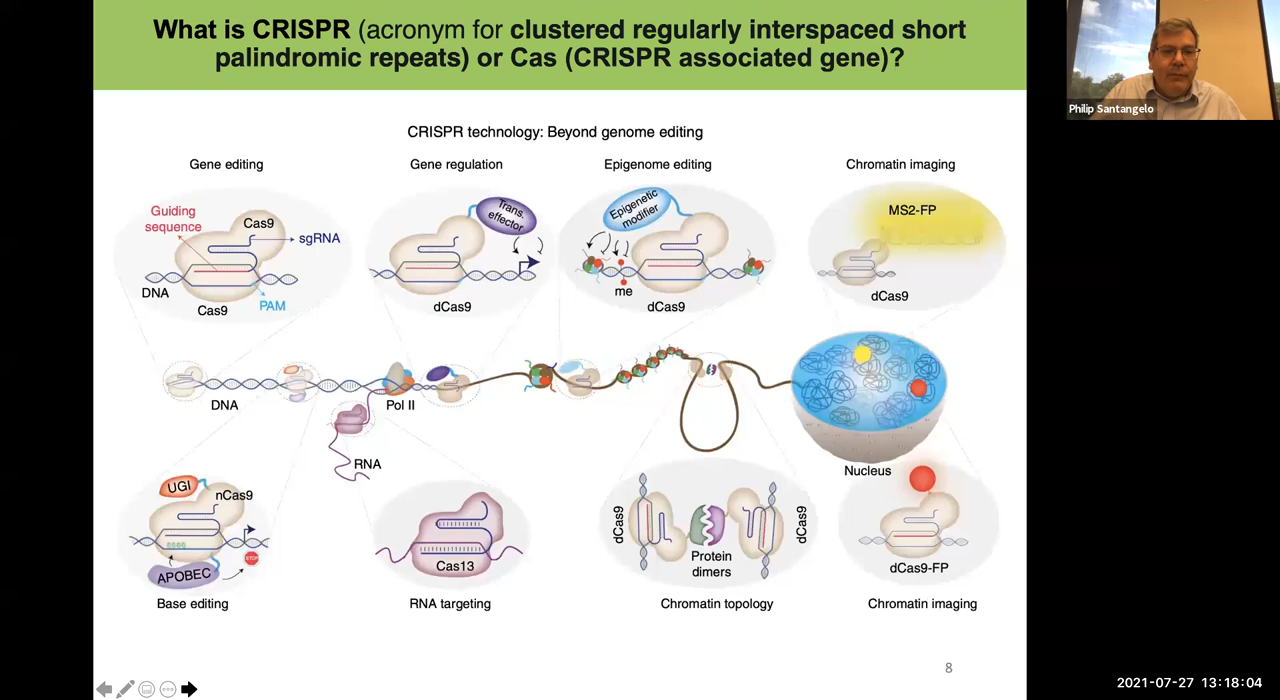 What is CRISPR (acronym for clustered regularly interspaced short
palindromic repeats) or Cas (CRISPR associated gene)?
Philip Santangelo
CRISPR technology: Beyond genome editing
Gene editing
Gene regulation
Epigenome editing
Chromatin imaging
Guiding
sequence
Cas9
sgRNA
DNA
Cas9
PAM
Trans.
effector
dCas9
Epigenetic
modifier
me
dCas9
MS2-FP
dCas9
DNA
Pol II
RNA
Nucleus
UGI
nCas9
APOBEC
STOP
Base editing
Cas13
RNA targeting
dCas9
Protein
dimers
dCas9
Chromatin topology
dCas9-FP
Chromatin imaging
8
2021-07-27 13:18:04